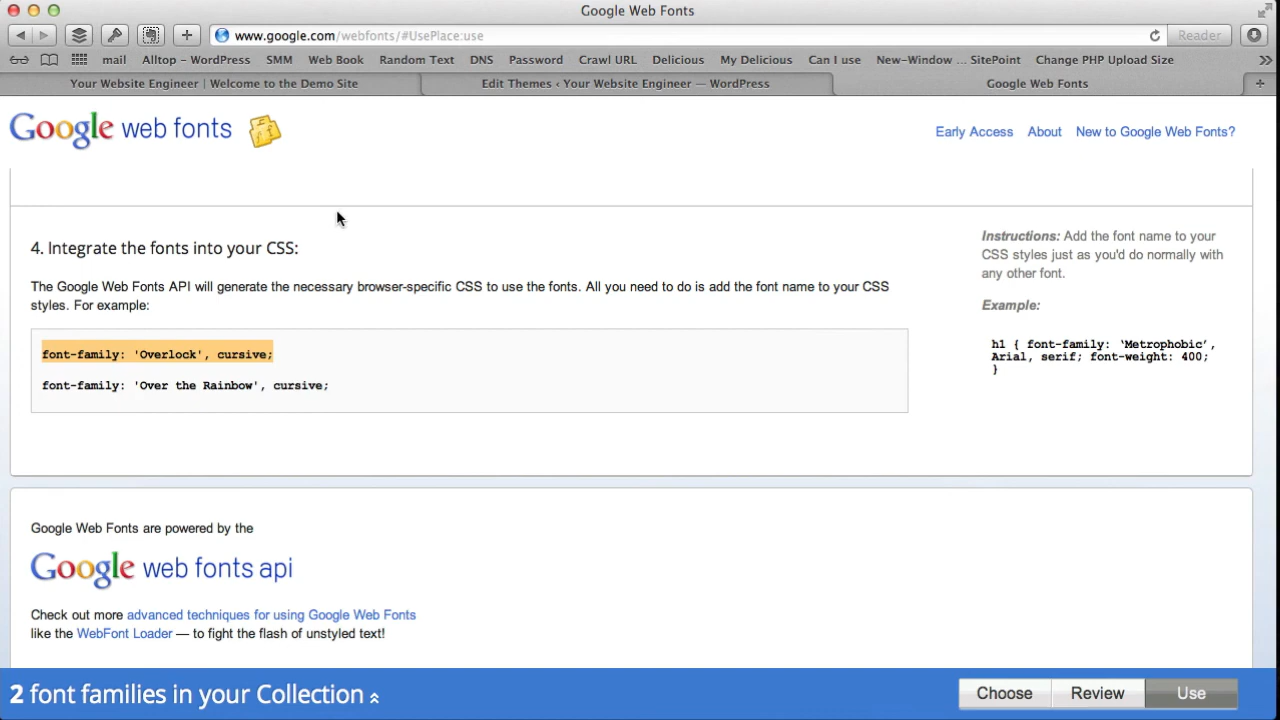 Google Web Fonts
www.google.com/webfonts/#UsePlace:use
Reader
mail Alltop – WordPress SMM Web Book Random Text DNS Password Crawl URL Delicious My Delicious Can I use New-Window ... SitePoint Change PHP Upload Size
Your Website Engineer | Welcome to the Demo Site
Edit Themes ‹ Your Website Engineer — WordPress
Google Web Fonts
Google web fonts
Early Access About New to Google Web Fonts?
4. Integrate the fonts into your CSS:
The Google Web Fonts API will generate the necessary browser-specific CSS to use the fonts. All you need to do is add the font name to your CSS
styles. For example:
font-family: 'Overlock', cursive;
font-family: 'Over the Rainbow', cursive;
Instructions: Add the font name to your
CSS styles just as you'd do normally with
any other font.
Example:
h1 { font-family: ‘Metrophobic’,
Arial, serif; font-weight: 400;
}
Google Web Fonts are powered by the
Google web fonts api
Check out more advanced techniques for using Google Web Fonts
like the WebFont Loader — to fight the flash of unstyled text!
2 font families in your Collection
Choose Review Use